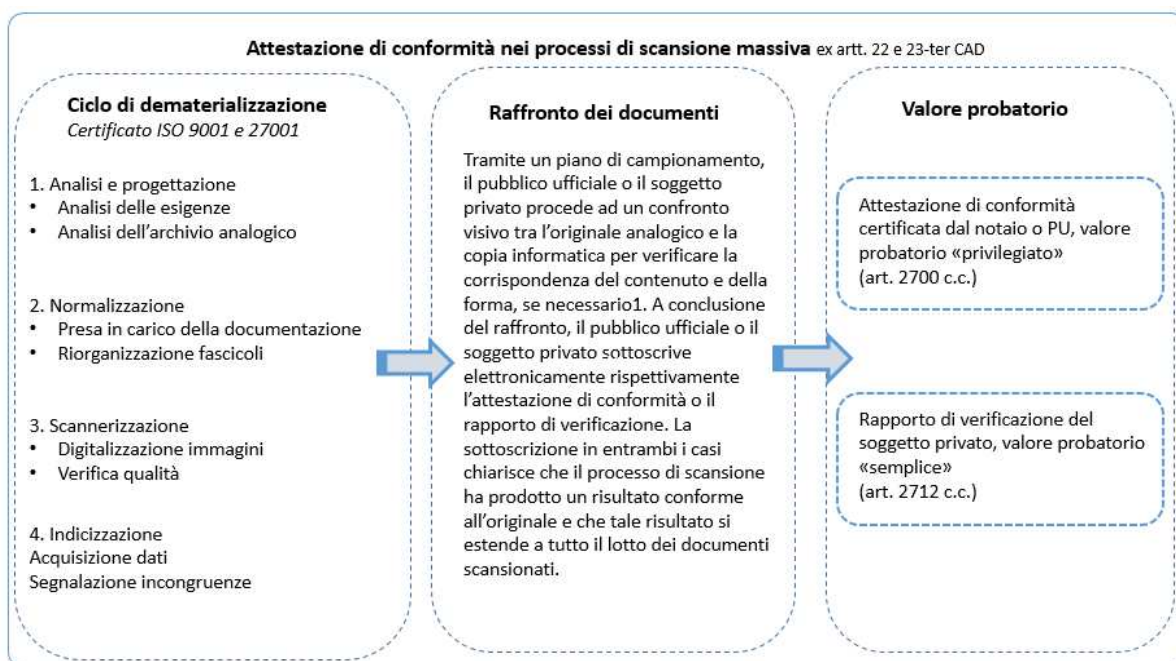 Attestazione di conformità nei processi di scansione massiva ex artt. 22 e 23-ter CAD
Ciclo di dematerializzazione
Certificato ISO 9001 e 27001
1. Analisi e progettazione
• Analisi delle esigenze
• Analisi dell'archivio analogico
2. Normalizzazione
• Presa in carico della documentazione
• Riorganizzazione fascicoli
3. Scannerizzazione
• Digitalizzazione immagini
• Verifica qualità
4. Indicizzazione
Acquisizione dati
Segnalazione incongruenze
Raffronto dei documenti
Tramite un piano di campionamento,
il pubblico ufficiale o il soggetto
privato procede ad un confronto
visivo tra l'originale analogico e la
copia informatica per verificare la
corrispondenza del contenuto e della
forma, se necessario1. A conclusione
del raffronto, il pubblico ufficiale o il
soggetto privato sottoscrive
elettronicamente rispettivamente
l'attestazione di conformità o il
rapporto di verificazione. La
sottoscrizione in entrambi i casi
chiarisce che il processo di scansione
ha prodotto un risultato conforme
all'originale e che tale risultato si
estende a tutto il lotto dei documenti
scansionati.
Valore probatorio
Attestazione di conformità
certificata dal notaio o PU, valore
probatorio «privilegiato»
(art. 2700 c.c.)
Rapporto di verificazione del
soggetto privato, valore probatorio
«semplice»
(art. 2712 c.c.)